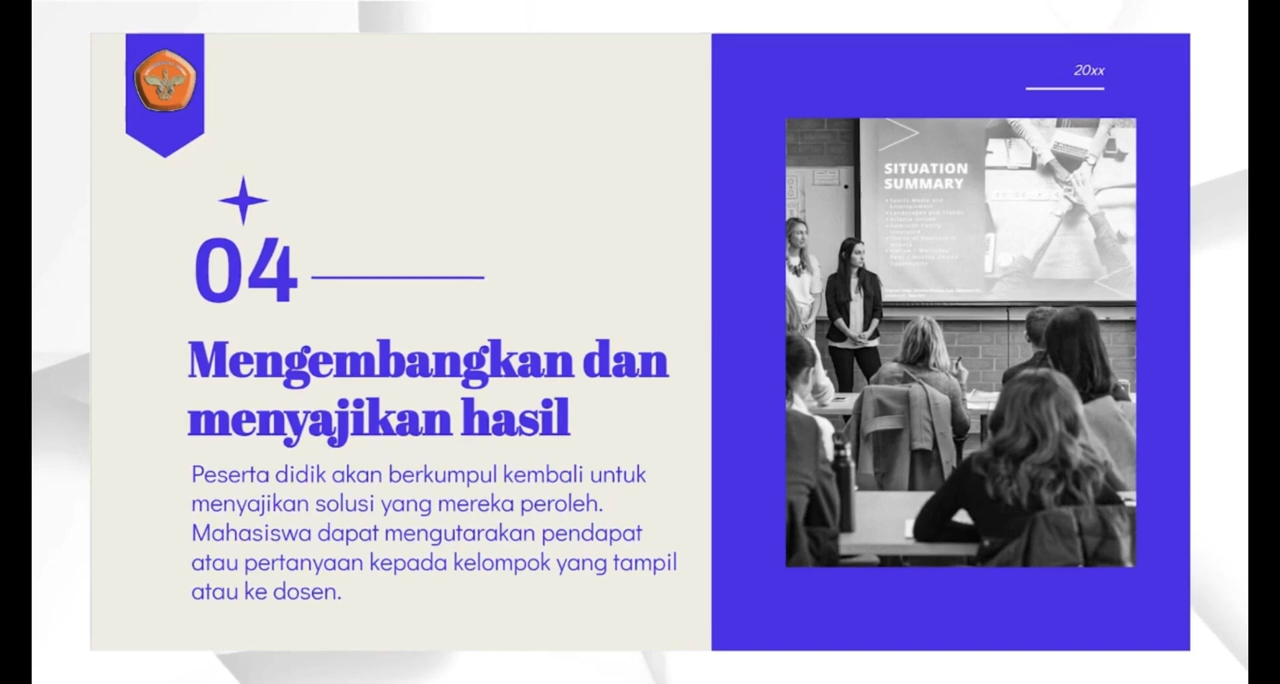 04
Mengembangkan dan
menyajikan hasil
Peserta didik akan berkumpul kembali untuk
menyajikan solusi yang mereka peroleh.
Mahasiswa dapat mengutarakan pendapat
atau pertanyaan kepada kelompok yang tampil
atau ke dosen.
20xx
SITUATION
SUMMARY